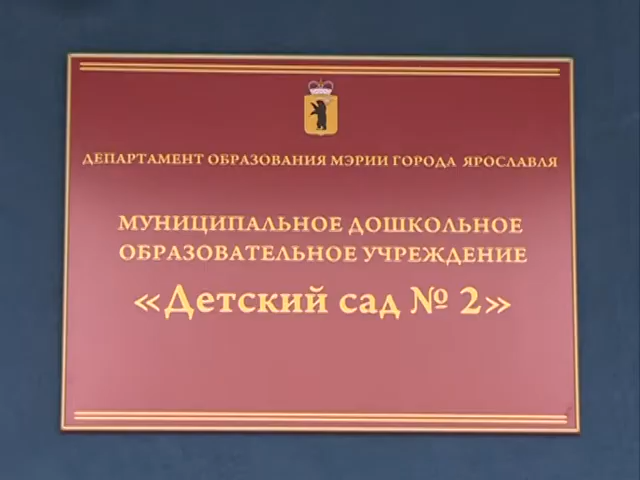 ДЕПАРТАМЕНТ ОБРАЗОВАНИЯ МЭРИИ ГОРОДА ЯРОСЛАВЛЯ
МУНИЦИПАЛЬНОЕ ДОШКОЛЬНОЕ
ОБРАЗОВАТЕЛЬНОЕ УЧРЕЖДЕНИЕ
«Детский сад № 2»